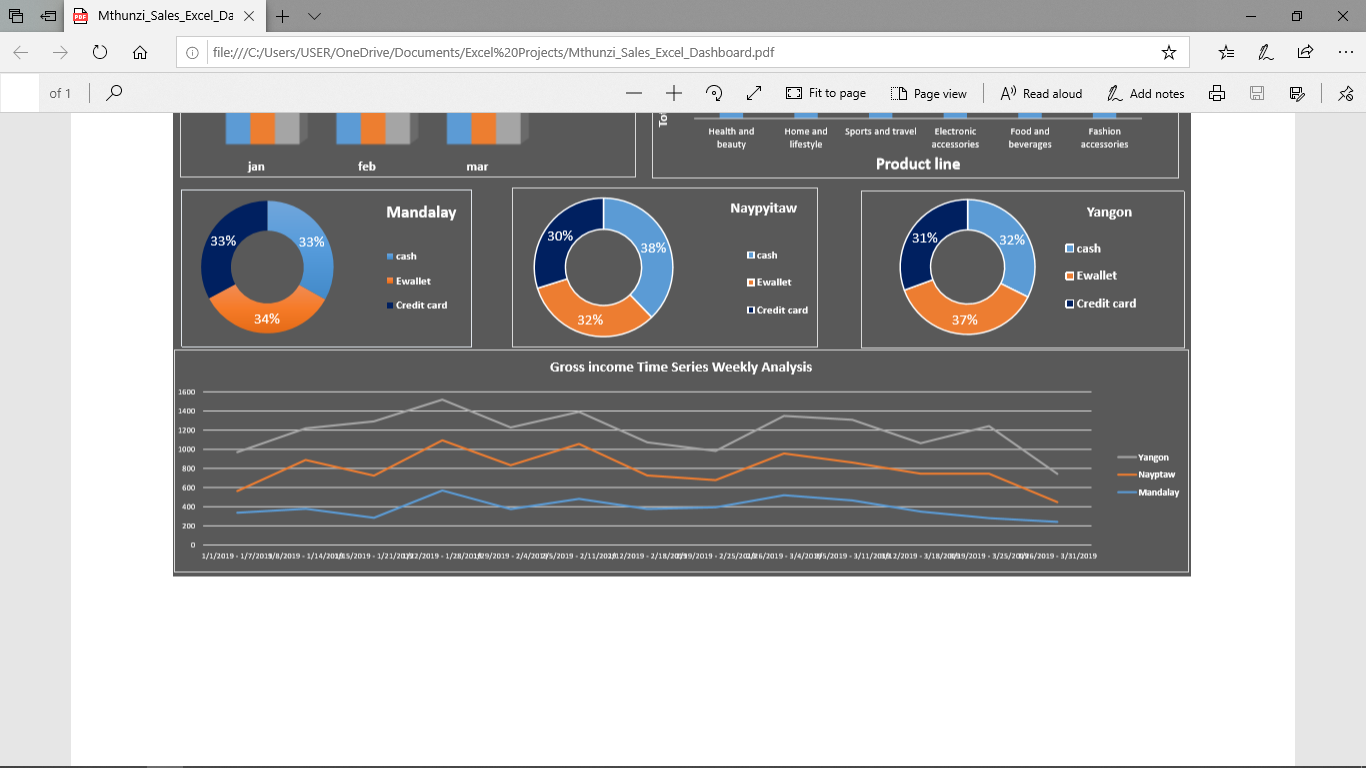 Mthunzi_Sales_Excel_Da
file:///C:/Users/USER/OneDrive/Documents/Excel%20Projects/Mthunzi_Sales_Excel_Dashboard.pdf
of 1
Fit to page
Page view
Read aloud
Add notes
jan feb mar
To
Health and beauty
Home and lifestyle
Sports and travel
Electronic accessories
Food and beverages
Fashion accessories
Product line
Mandalay
33%
33%
34%
cash
Ewallet
Credit card
Naypyitaw
30%
38%
32%
cash
Ewallet
Credit card
Yangon
31%
32%
37%
cash
Ewallet
Credit card
Gross income Time Series Weekly Analysis
1600
1400
1200
1000
800
600
400
200
0
Yangon
Nayptaw
Mandalay
1/1/2019 - 1/7/2019
1/8/2019 - 1/14/2019
1/15/2019 - 1/21/2019
1/22/2019 - 1/28/2019
1/29/2019 - 2/4/2019
2/5/2019 - 2/11/2019
2/12/2019 - 2/18/2019
2/19/2019 - 2/25/2019
2/26/2019 - 3/4/2019
3/5/2019 - 3/11/2019
3/12/2019 - 3/18/2019
3/19/2019 - 3/25/2019
3/26/2019 - 3/31/2019